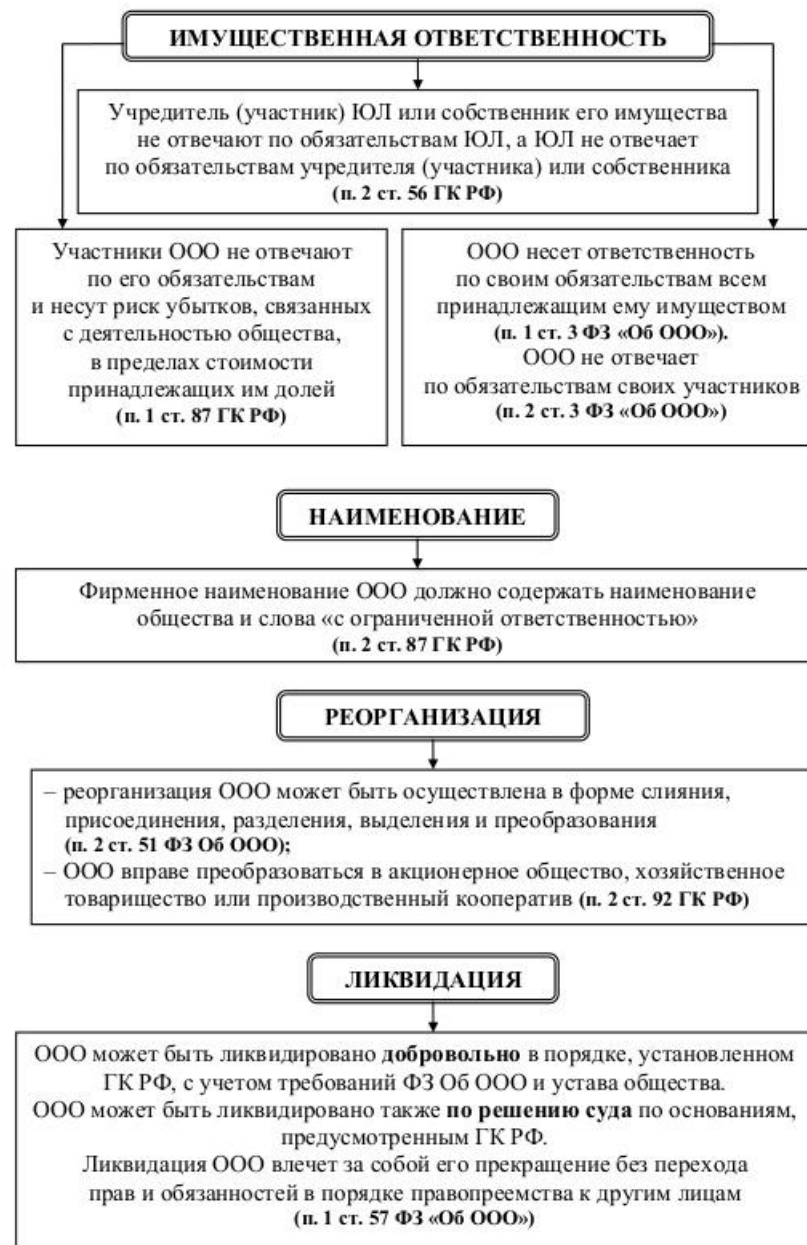 ИМУЩЕСТВЕННАЯ ОТВЕТСТВЕННОСТЬ
Учредитель (участник) ЮЛ или собственник его имущества
не отвечают по обязательствам ЮЛ, а ЮЛ не отвечает
по обязательствам учредителя (участника) или собственника
(п. 2 ст. 56 ГК РФ)
Участники ООО не отвечают
по его обязательствам
и несут риск убытков, связанных
с деятельностью общества,
в пределах стоимости
принадлежащих им долей
(п. 1 ст. 87 ГК РФ)
ООО несет ответственность
по своим обязательствам всем
принадлежащим ему имуществом
(п. 1 ст. 3 ФЗ «Об ООО»).
ООО не отвечает
по обязательствам своих участников
(п. 2 ст. 3 ФЗ «Об ООО»)
НАИМЕНОВАНИЕ
Фирменное наименование ООО должно содержать наименование
общества и слова «с ограниченной ответственностью»
(п. 2 ст. 87 ГК РФ)
РЕОРГАНИЗАЦИЯ
– реорганизация ООО может быть осуществлена в форме слияния,
присоединения, разделения, выделения и преобразования
(п. 2 ст. 51 ФЗ Об ООО);
– ООО вправе преобразоваться в акционерное общество, хозяйственное
товарищество или производственный кооператив (п. 2 ст. 92 ГК РФ)
ЛИКВИДАЦИЯ
ООО может быть ликвидировано добровольно в порядке, установленном
ГК РФ, с учетом требований ФЗ Об ООО и устава общества.
ООО может быть ликвидировано также по решению суда по основаниям,
предусмотренным ГК РФ.
Ликвидация ООО влечет за собой его прекращение без перехода
прав и обязанностей в порядке правопреемства к другим лицам
(п. 1 ст. 57 ФЗ «Об ООО»)